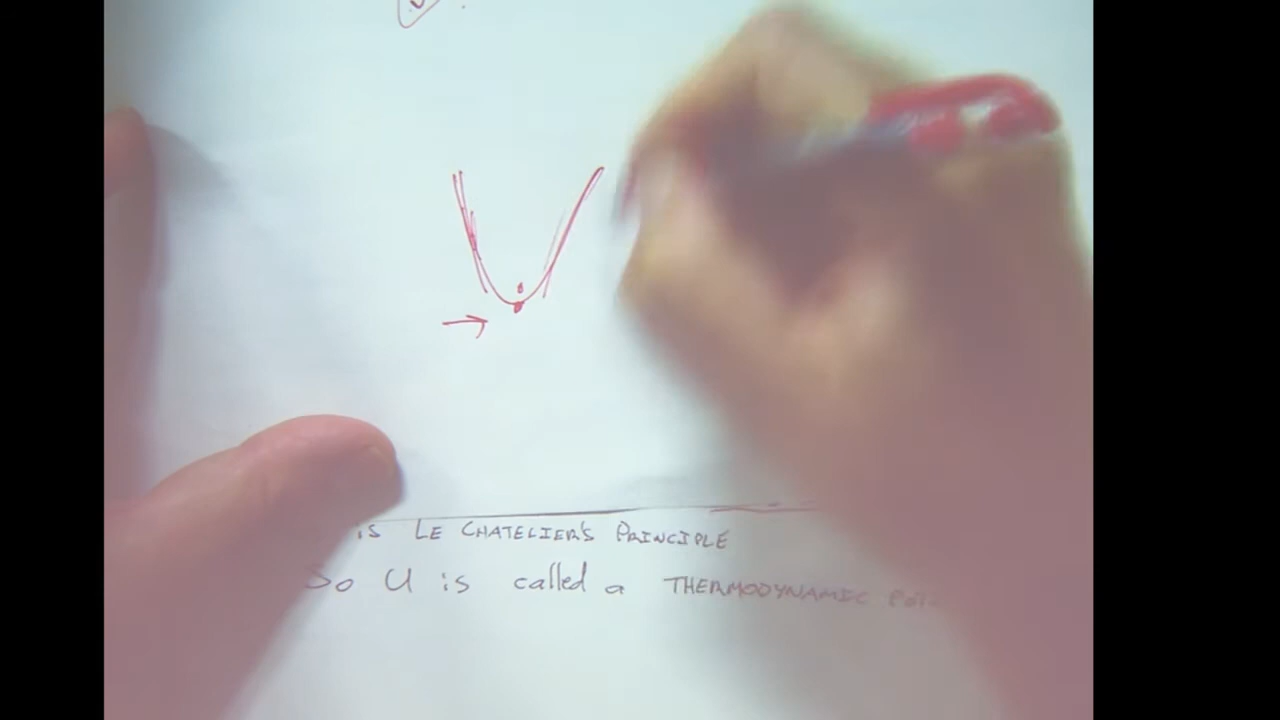 is LE CHATELIER'S PRINCIPLE
So U is called a THERMODYNAMIC